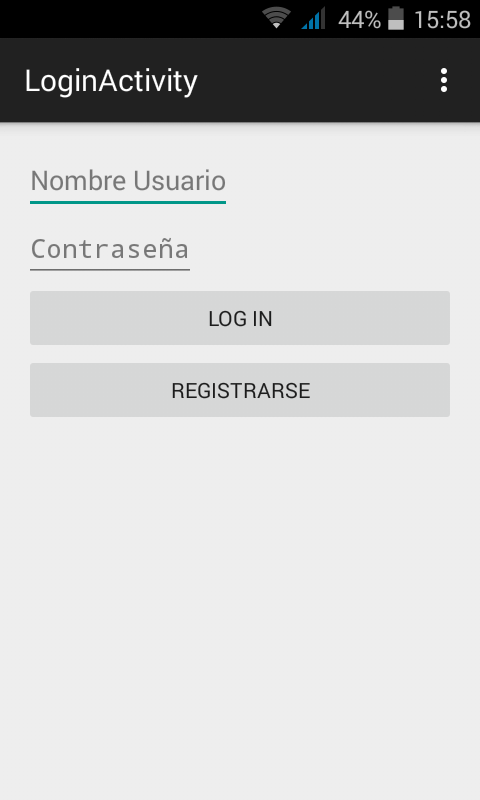 44% 15:58
LoginActivity
Nombre Usuario
Contraseña
LOG IN
REGISTRARSE